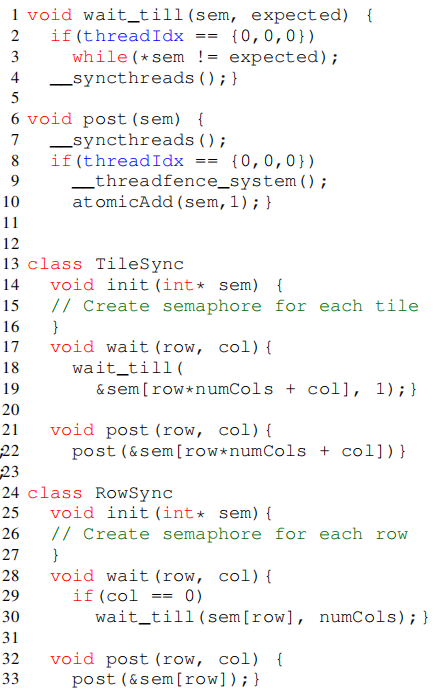 1 void wait_till(sem, expected) {
2   if(threadIdx == {0,0,0})
3     while(*sem != expected);
4   __syncthreads();}
5
6 void post(sem) {
7   __syncthreads();
8   if(threadIdx == {0,0,0})
9     __threadfence_system();
10     atomicAdd(sem,1);}
11
12
13 class TileSync
14   void init(int* sem) {
15   // Create semaphore for each tile
16   }
17   void wait(row, col){
18     wait_till(
19       &sem[row*numCols + col], 1);}
20
21   void post(row, col){
;22     post(&sem[row*numCols + col])}
;23
24 class RowSync
25   void init(int* sem){
26   // Create semaphore for each row
27   }
28   void wait(row, col){
29     if(col == 0)
30       wait_till(sem[row], numCols);}
31
32   void post(row, col) {
33     post(&sem[row]);}